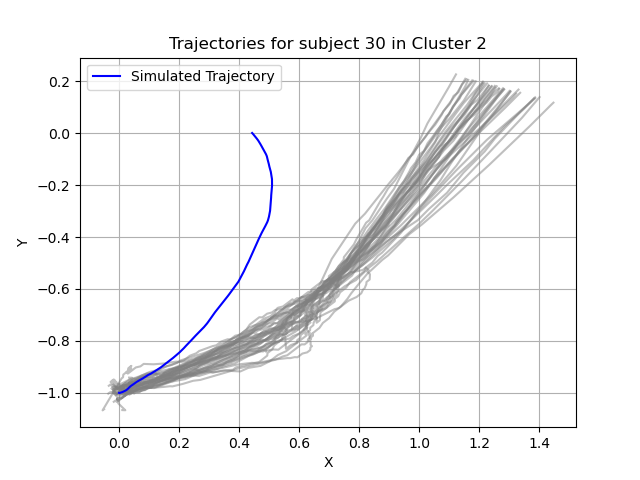 Trajectories for subject 30 in Cluster 2
Simulated Trajectory
0.2
0.0
−0.2
−0.4
−0.6
−0.8
−1.0
Y
0.0 0.2 0.4 0.6 0.8 1.0 1.2 1.4
X